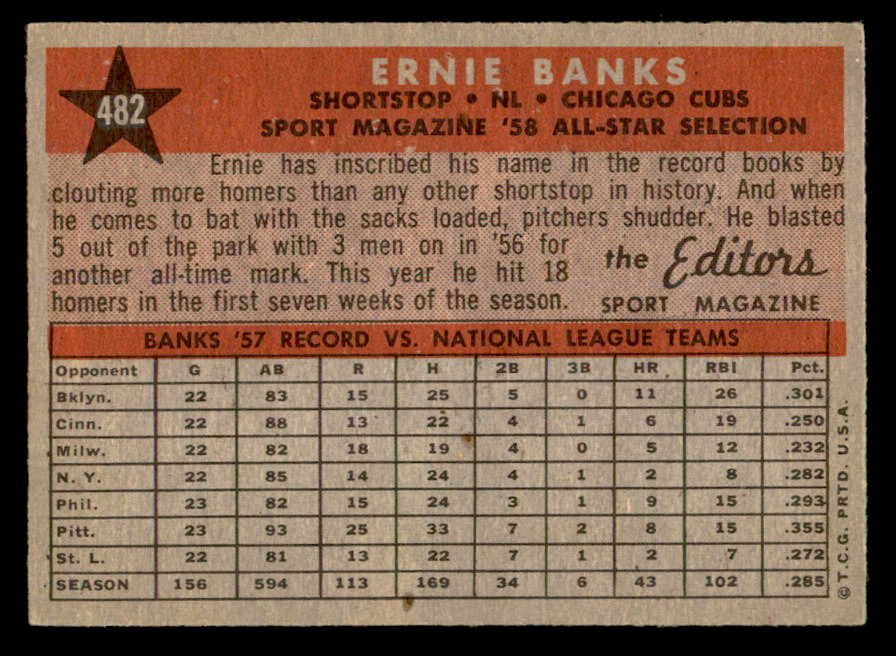 482
ERNIE BANKS
SHORTSTOP • NL • CHICAGO CUBS
SPORT MAGAZINE '58 ALL-STAR SELECTION
Ernie has inscribed his name in the record books by
clouting more homers than any other shortstop in history. And when
he comes to bat with the sacks loaded, pitchers shudder. He blasted
5 out of the park with 3 men on in '56 for
another all-time mark. This year he hit 18
homers in the first seven weeks of the season.
the Editors
SPORT MAGAZINE
BANKS '57 RECORD VS. NATIONAL LEAGUE TEAMS
Opponent G AB R H 2B 3B HR RBI Pct.
Bklyn. 22 83 15 25 5 0 11 26 .301
Cinn. 22 88 13 22 4 1 6 19 .250
Milw. 22 82 18 19 4 0 5 12 .232
N. Y. 22 85 14 24 4 1 2 8 .282
Phil. 23 82 15 24 3 1 9 15 .293
Pitt. 23 93 25 33 7 2 8 15 .355
St. L. 22 81 13 22 7 1 2 7 .272
SEASON 156 594 113 169 34 6 43 102 .285
© T.C.G. PRTD. U.S.A.